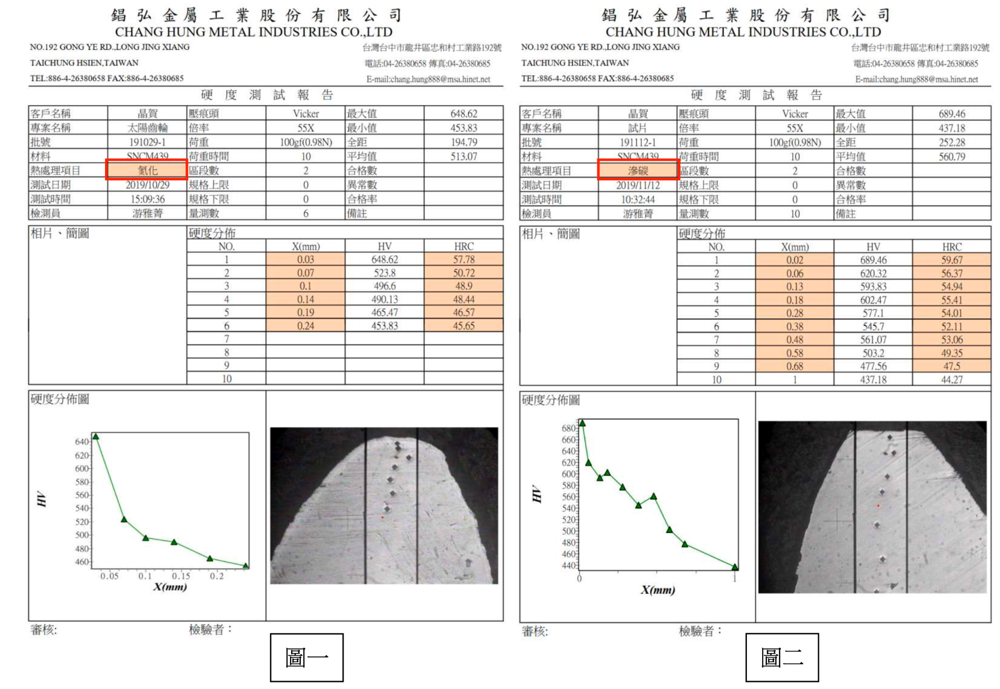 錩弘金屬工業股份有限公司
CHANG HUNG METAL INDUSTRIES CO.,LTD
NO.192 GONG YE RD.,LONG JING XIANG 台灣台中市龍井區忠和村工業路192號
TAICHUNG HSIEN,TAIWAN 電話:04-26380658 傳真:04-26380685
TEL:886-4-26380658 FAX:886-4-26380685 E-mail:chang.hung888@msa.hinet.net
硬度測試報告
客戶名稱 晶賀 壓痕頭 Vicker 最大值 648.62
專案名稱 太陽齒輪 倍率 55X 最小值 453.83
批號 191029-1 荷重 100gf(0.98N) 全距 194.79
材料 SNCM439 荷重時間 10 平均值 513.07
熱處理項目 氮化 區段數 2 合格數
測試日期 2019/10/29 規格上限 0 異常數
測試時間 15:09:36 規格下限 0 合格率
檢測員 游雅菁 量測數 6 備註
相片、簡圖 硬度分佈
NO. X(mm) HV HRC
1 0.03 648.62 57.78
2 0.07 523.8 50.72
3 0.1 496.6 48.9
4 0.14 490.13 48.44
5 0.19 465.47 46.57
6 0.24 453.83 45.65
7
8
9
10
硬度分佈圖
640
620
600
580
560
540
520
500
480
460
HV
0.05 0.1 0.15 0.2
X(mm)
審核: 檢驗者：
圖一
錩弘金屬工業股份有限公司
CHANG HUNG METAL INDUSTRIES CO.,LTD
NO.192 GONG YE RD.,LONG JING XIANG 台灣台中市龍井區忠和村工業路192號
TAICHUNG HSIEN,TAIWAN 電話:04-26380658 傳真:04-26380685
TEL:886-4-26380658 FAX:886-4-26380685 E-mail:chang.hung888@msa.hinet.net
硬度測試報告
客戶名稱 晶賀 壓痕頭 Vicker 最大值 689.46
專案名稱 試片 倍率 55X 最小值 437.18
批號 191112-1 荷重 100gf(0.98N) 全距 252.28
材料 SNCM439 荷重時間 10 平均值 560.79
熱處理項目 滲碳 區段數 2 合格數
測試日期 2019/11/12 規格上限 0 異常數
測試時間 10:32:44 規格下限 0 合格率
檢測員 游雅菁 量測數 10 備註
相片、簡圖 硬度分佈
NO. X(mm) HV HRC
1 0.02 689.46 59.67
2 0.06 620.32 56.37
3 0.13 593.83 54.94
4 0.18 602.47 55.41
5 0.28 577.1 54.01
6 0.38 545.7 52.11
7 0.48 561.07 53.06
8 0.58 503.2 49.35
9 0.68 477.56 47.5
10 1 437.18 44.27
硬度分佈圖
680
660
640
620
600
580
560
540
520
500
480
460
440
HV
0 1
X(mm)
審核: 檢驗者：
圖二